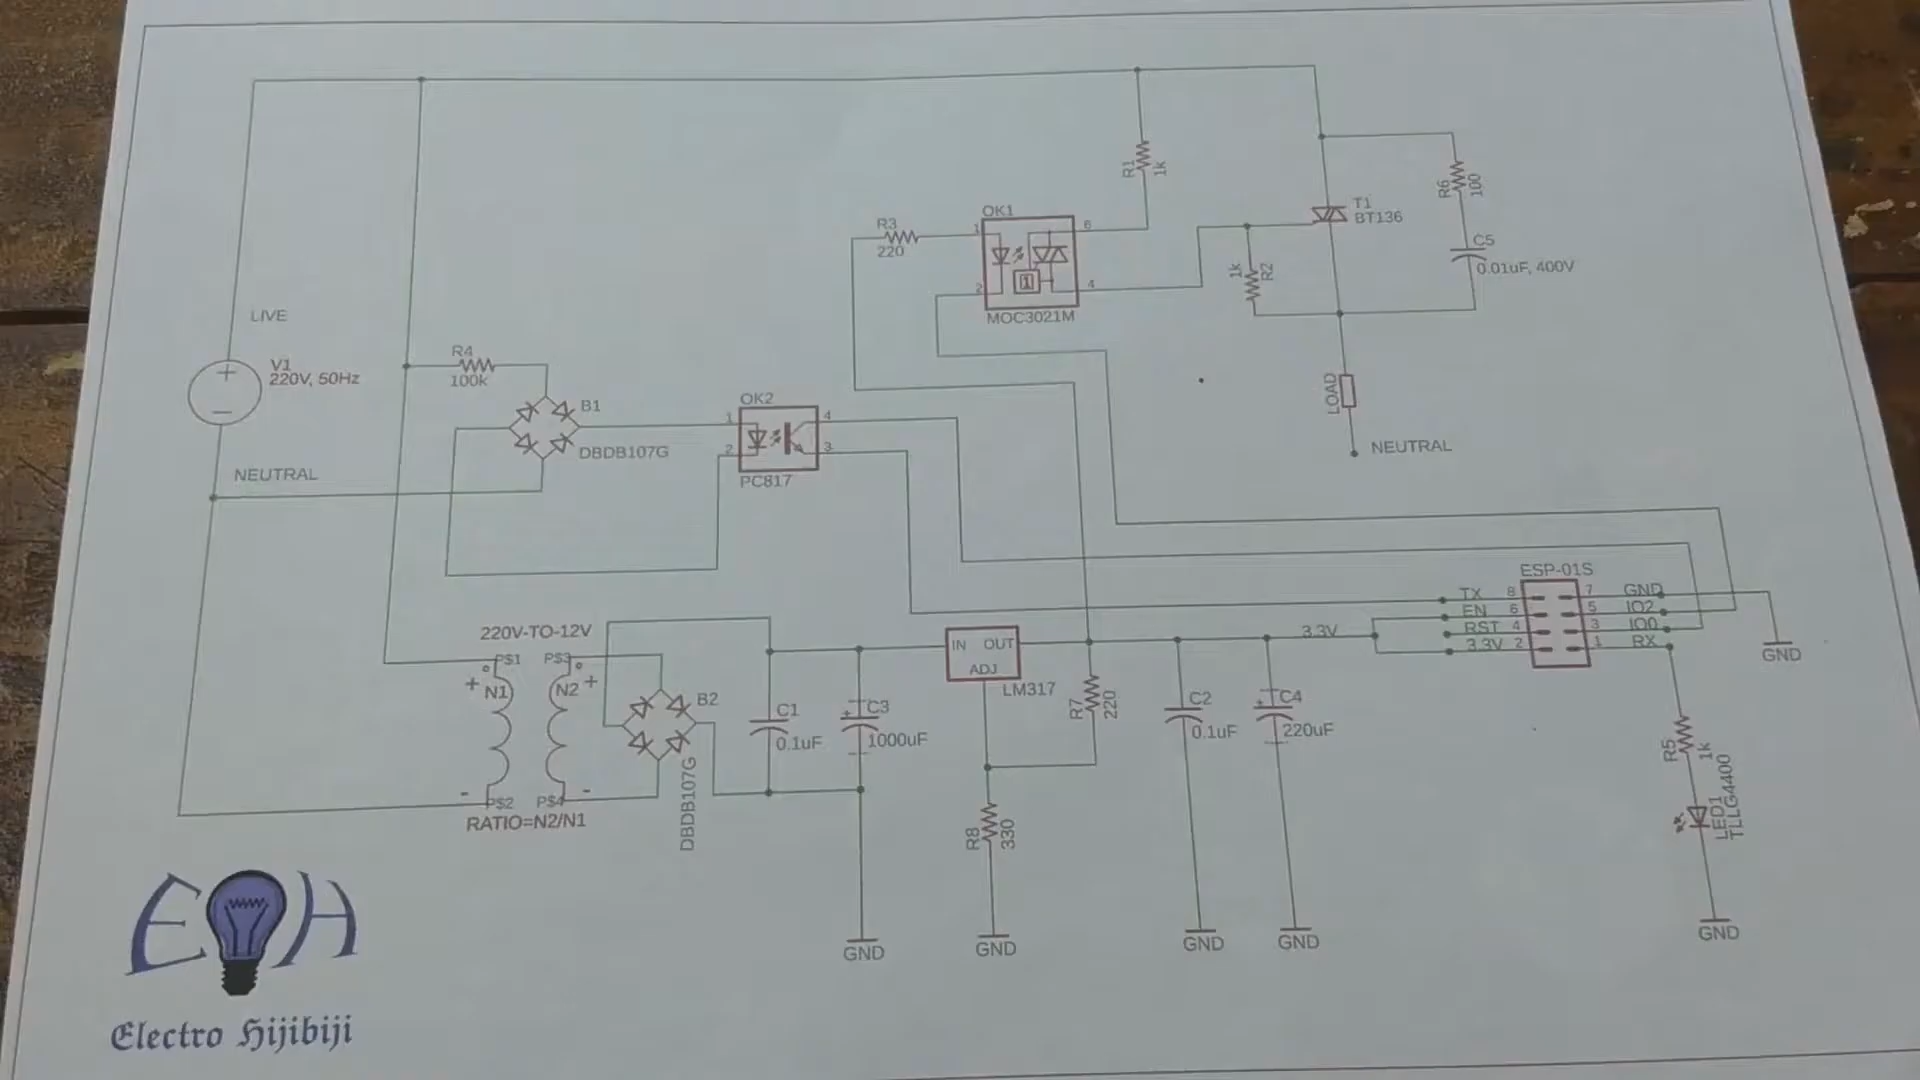 LIVE
V1
220V, 50Hz
NEUTRAL
R4
100k
B1
DBDB107G
OK2
1
2
4
3
PC817
R3
220
OK1
1
2
6
4
MOC3021M
R1
1k
1k
R2
T1
BT136
R6
100
C5
0.01uF, 400V
LOAD
NEUTRAL
220V-TO-12V
P$1
P$3
N1
N2
P$2
P$4
RATIO=N2/N1
B2
DBDB107G
C1
0.1uF
C3
1000uF
GND
IN OUT
ADJ
LM317
R7
220
R8
330
GND
C2
0.1uF
GND
C4
220uF
GND
3.3V
ESP-01S
TX 8
EN 6
RST 4
3.3V 2
7 GND
5 IO2
3 IO0
1 RX
GND
R5
1k
LED1
TLLG4400
GND
E H
Electro Hijibiji